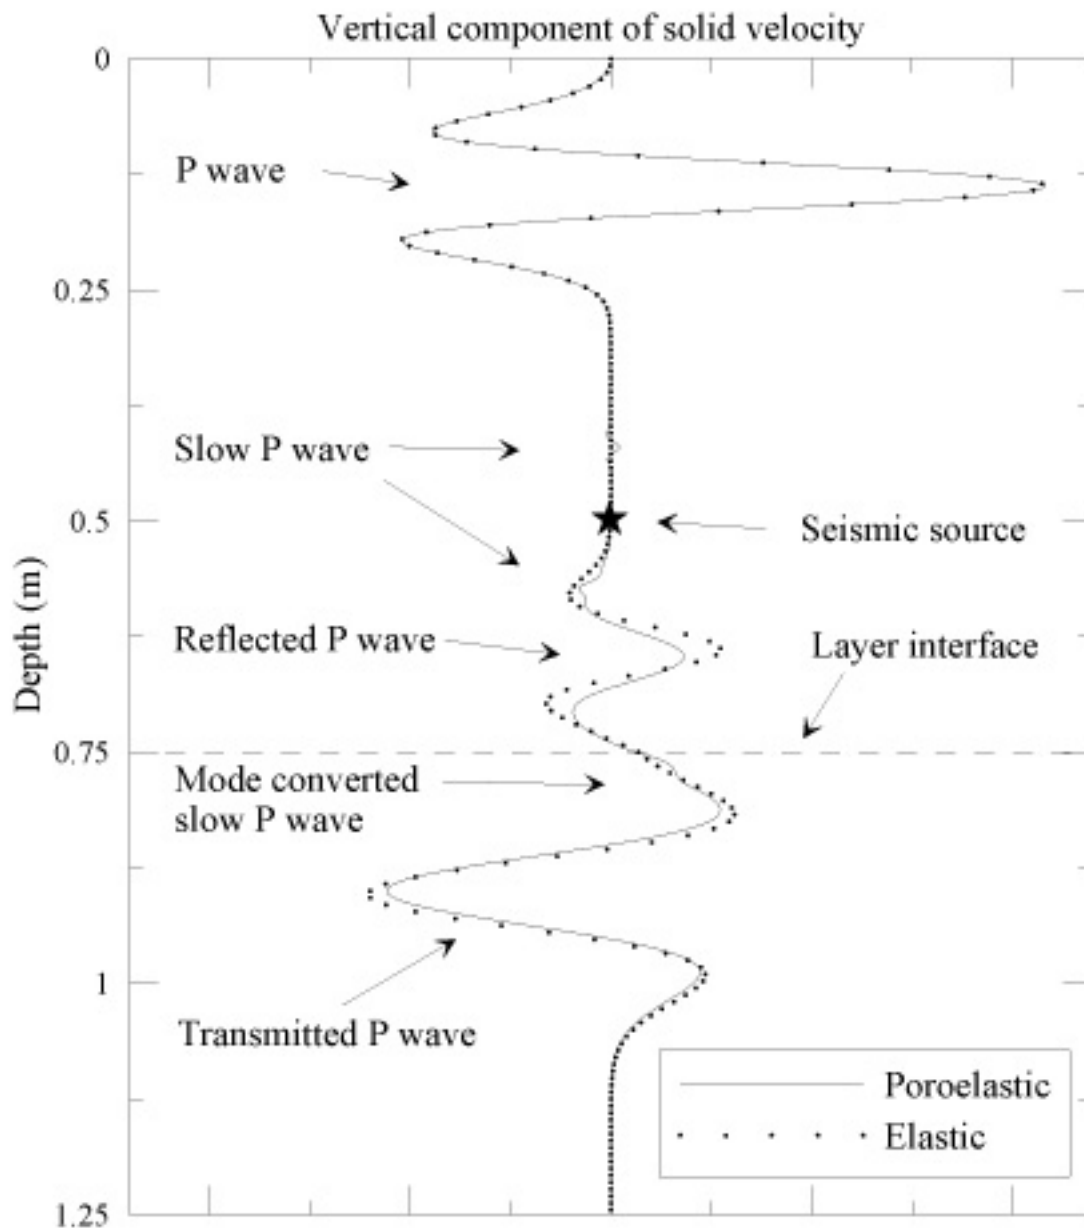 Vertical component of solid velocity
0
P wave
0.25
Slow P wave
0.5
Seismic source
Depth (m)
Reflected P wave
Layer interface
0.75
Mode converted
slow P wave
1
Transmitted P wave
Poroelastic
Elastic
1.25